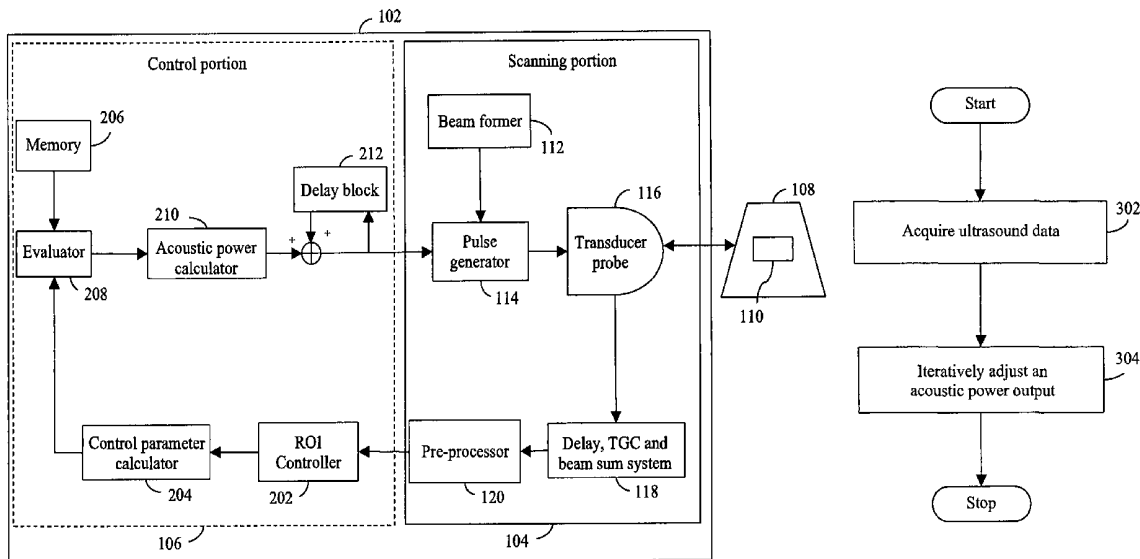 102
Control portion
Scanning portion
206
Memory
Beam former
112
212
Delay block
116
108
Start
210
302
Evaluator
Acoustic power
calculator
+
+
Pulse
generator
Transducer
probe
Acquire ultrasound data
208
114
110
304
Iteratively adjust an
acoustic power output
Control parameter
calculator
ROI
Controller
Pre-processor
Delay, TGC and
beam sum system
204
202
120
118
Stop
106
104